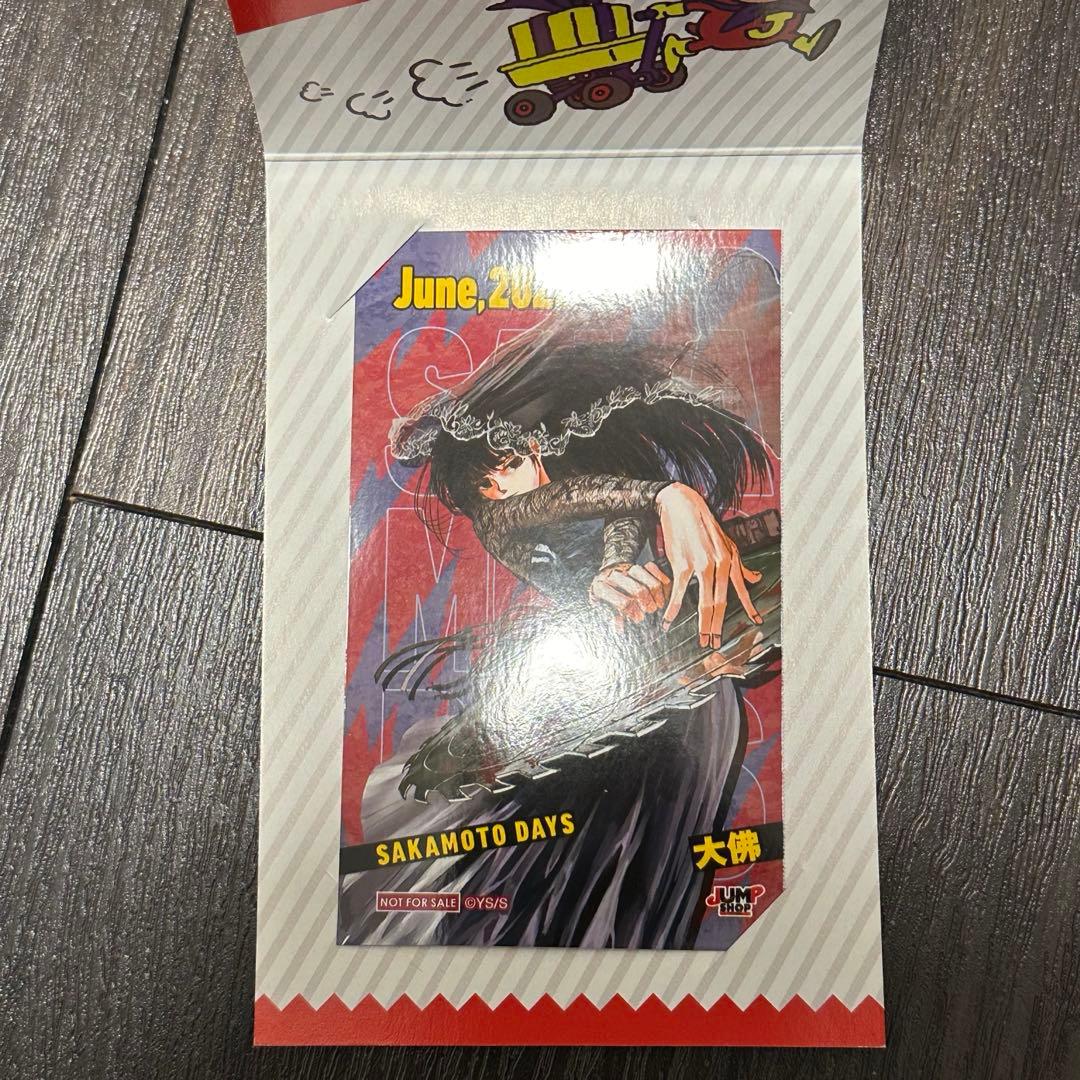 J
June, 202
SAKAMOTO DAYS
大佛
NOT FOR SALE ©YS/S
JUMP
SHOP